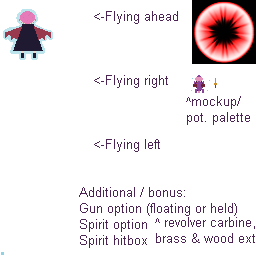 <-Flying ahead
<-Flying right
^mockup/
pot. palette
<-Flying left
Additional / bonus:
Gun option (floating or held)
Spirit option ^ revolver carbine,
Spirit hitbox brass & wood ext